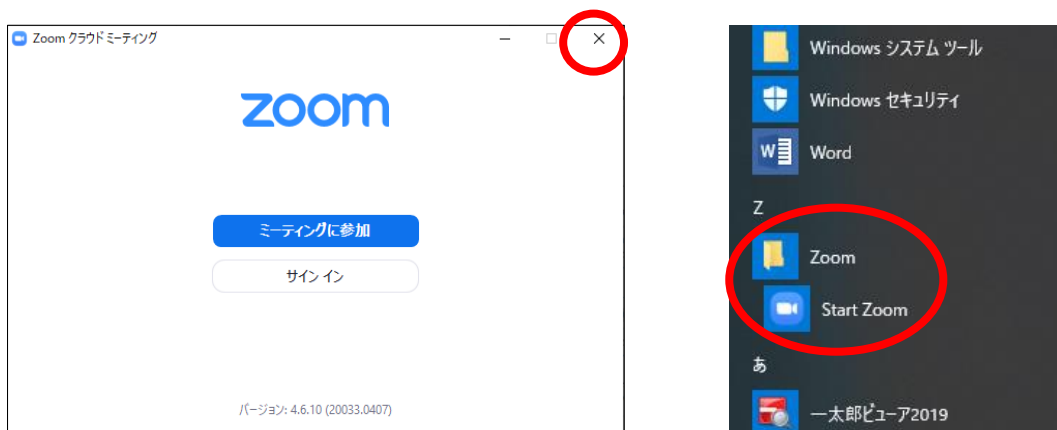 Zoom クラウド ミーティング
zoom
ミーティングに参加
サイン イン
バージョン: 4.6.10 (20033.0407)
Windows システム ツール
Windows セキュリティ
Word
Z
Zoom
Start Zoom
あ
一太郎ビューア2019